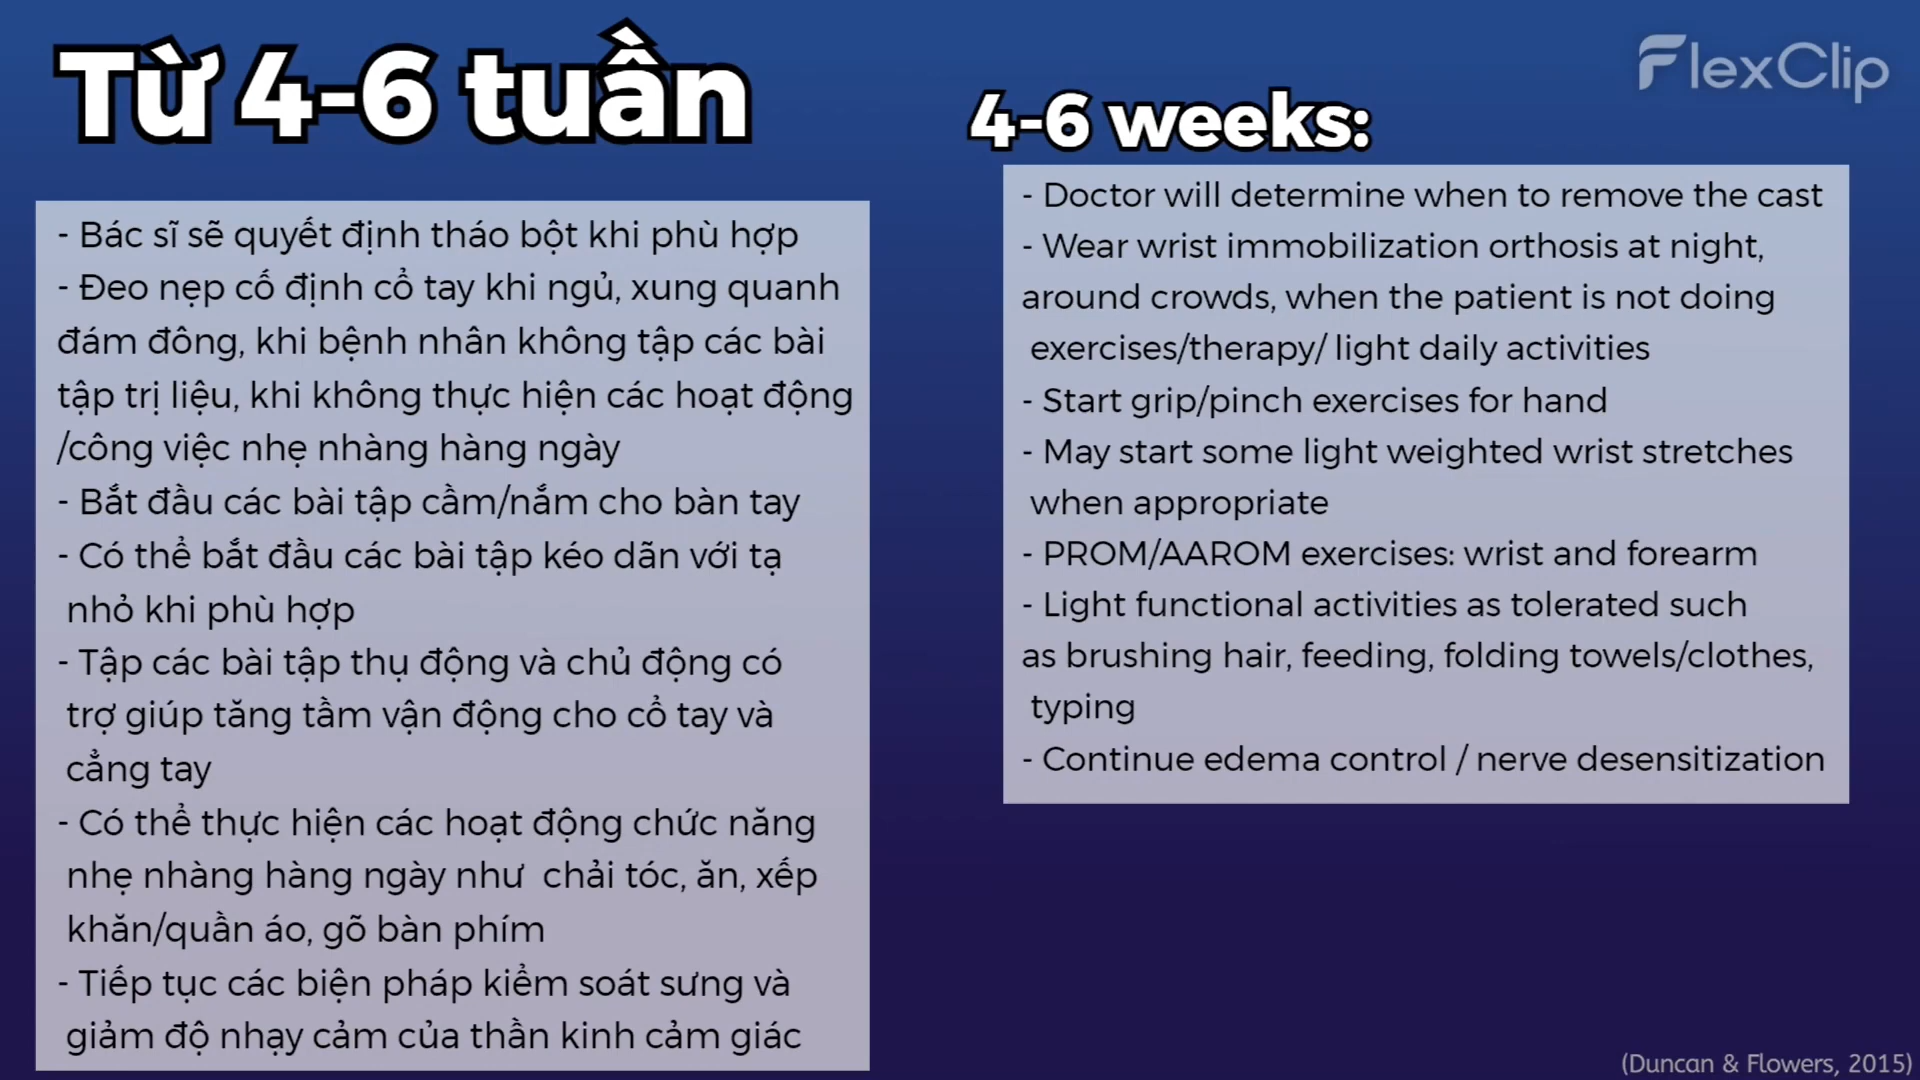 Từ 4-6 tuần
- Bác sĩ sẽ quyết định tháo bột khi phù hợp
- Đeo nẹp cố định cổ tay khi ngủ, xung quanh
đám đông, khi bệnh nhân không tập các bài
tập trị liệu, khi không thực hiện các hoạt động
/công việc nhẹ nhàng hàng ngày
- Bắt đầu các bài tập cầm/nắm cho bàn tay
- Có thể bắt đầu các bài tập kéo dãn với tạ
nhỏ khi phù hợp
- Tập các bài tập thụ động và chủ động có
trợ giúp tăng tầm vận động cho cổ tay và
cẳng tay
- Có thể thực hiện các hoạt động chức năng
nhẹ nhàng hàng ngày như chải tóc, ăn, xếp
khăn/quần áo, gõ bàn phím
- Tiếp tục các biện pháp kiểm soát sưng và
giảm độ nhạy cảm của thần kinh cảm giác
FlexClip
4-6 weeks:
- Doctor will determine when to remove the cast
- Wear wrist immobilization orthosis at night,
around crowds, when the patient is not doing
exercises/therapy/ light daily activities
- Start grip/pinch exercises for hand
- May start some light weighted wrist stretches
when appropriate
- PROM/AAROM exercises: wrist and forearm
- Light functional activities as tolerated such
as brushing hair, feeding, folding towels/clothes,
typing
- Continue edema control / nerve desensitization
(Duncan & Flowers, 2015)